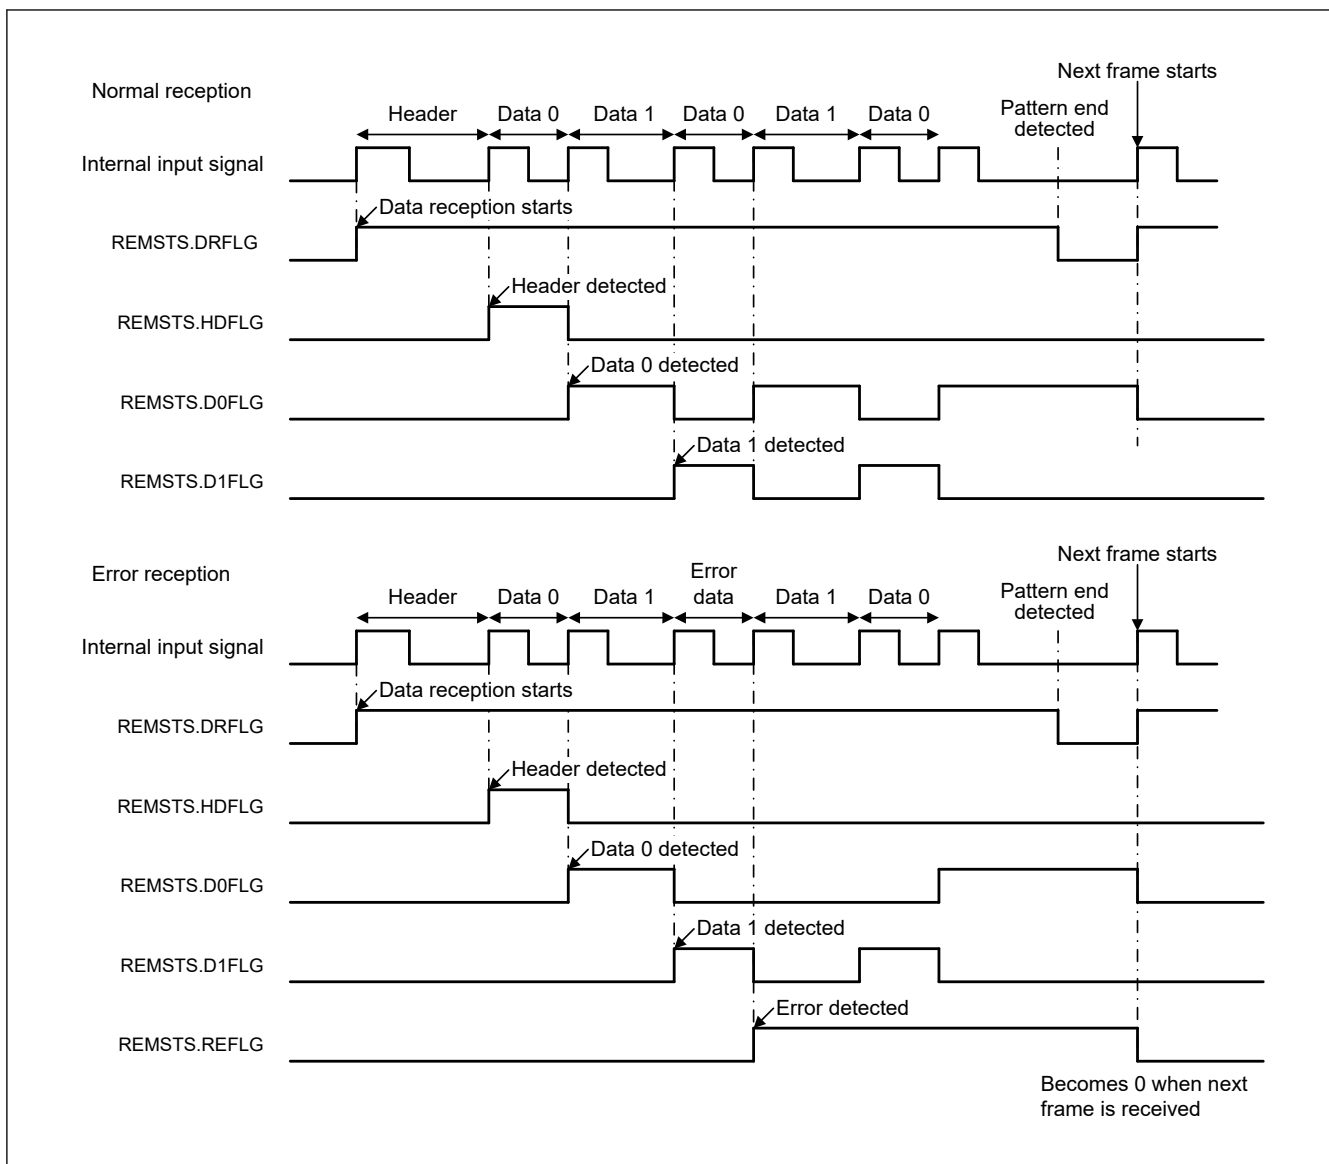 Normal reception
Next frame starts
Pattern end
detected
Header
Data 0
Data 1
Data 0
Data 1
Data 0
Internal input signal
Data reception starts
REMSTS.DRFLG
Header detected
REMSTS.HDFLG
Data 0 detected
REMSTS.D0FLG
Data 1 detected
REMSTS.D1FLG
Error reception
Next frame starts
Pattern end
detected
Header
Data 0
Data 1
Error
data
Data 1
Data 0
Internal input signal
Data reception starts
REMSTS.DRFLG
Header detected
REMSTS.HDFLG
Data 0 detected
REMSTS.D0FLG
Data 1 detected
REMSTS.D1FLG
Error detected
REMSTS.REFLG
Becomes 0 when next
frame is received